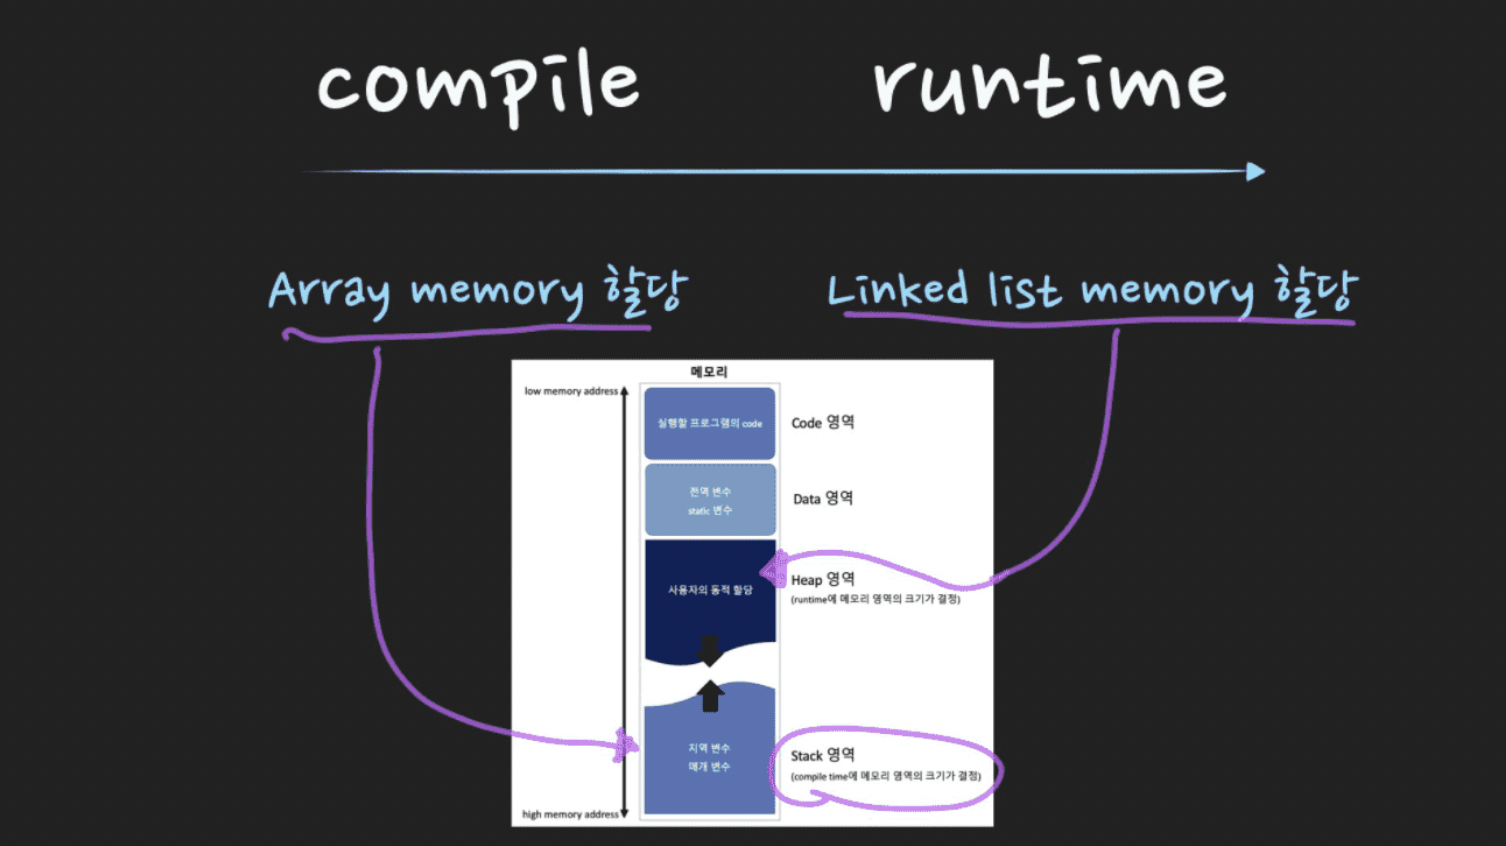 compile
runtime
Array memory 할당
Linked list memory 할당
메모리
low memory address
실행할 프로그램의 code
Code 영역
전역 변수
static 변수
Data 영역
사용자의 동적 할당
Heap 영역
(runtime에 메모리 영역의 크기가 결정)
지역 변수
매개 변수
Stack 영역
(compile time에 메모리 영역의 크기가 결정)
high memory address